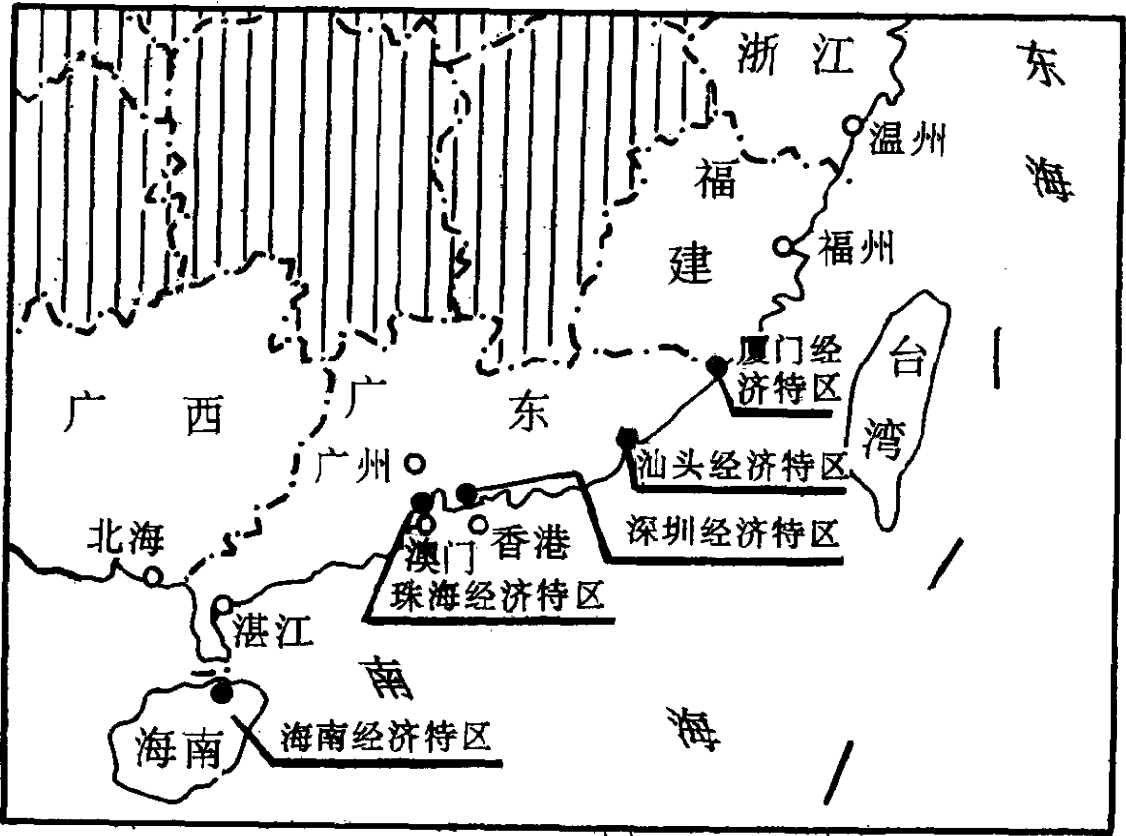 浙江
东
海
温州
福
建
福州
厦门经
济特区
台
湾
广西
广东
广州
汕头经济特区
深圳经济特区
香港
澳门
珠海经济特区
北海
湛江
南
海
海南
海南经济特区